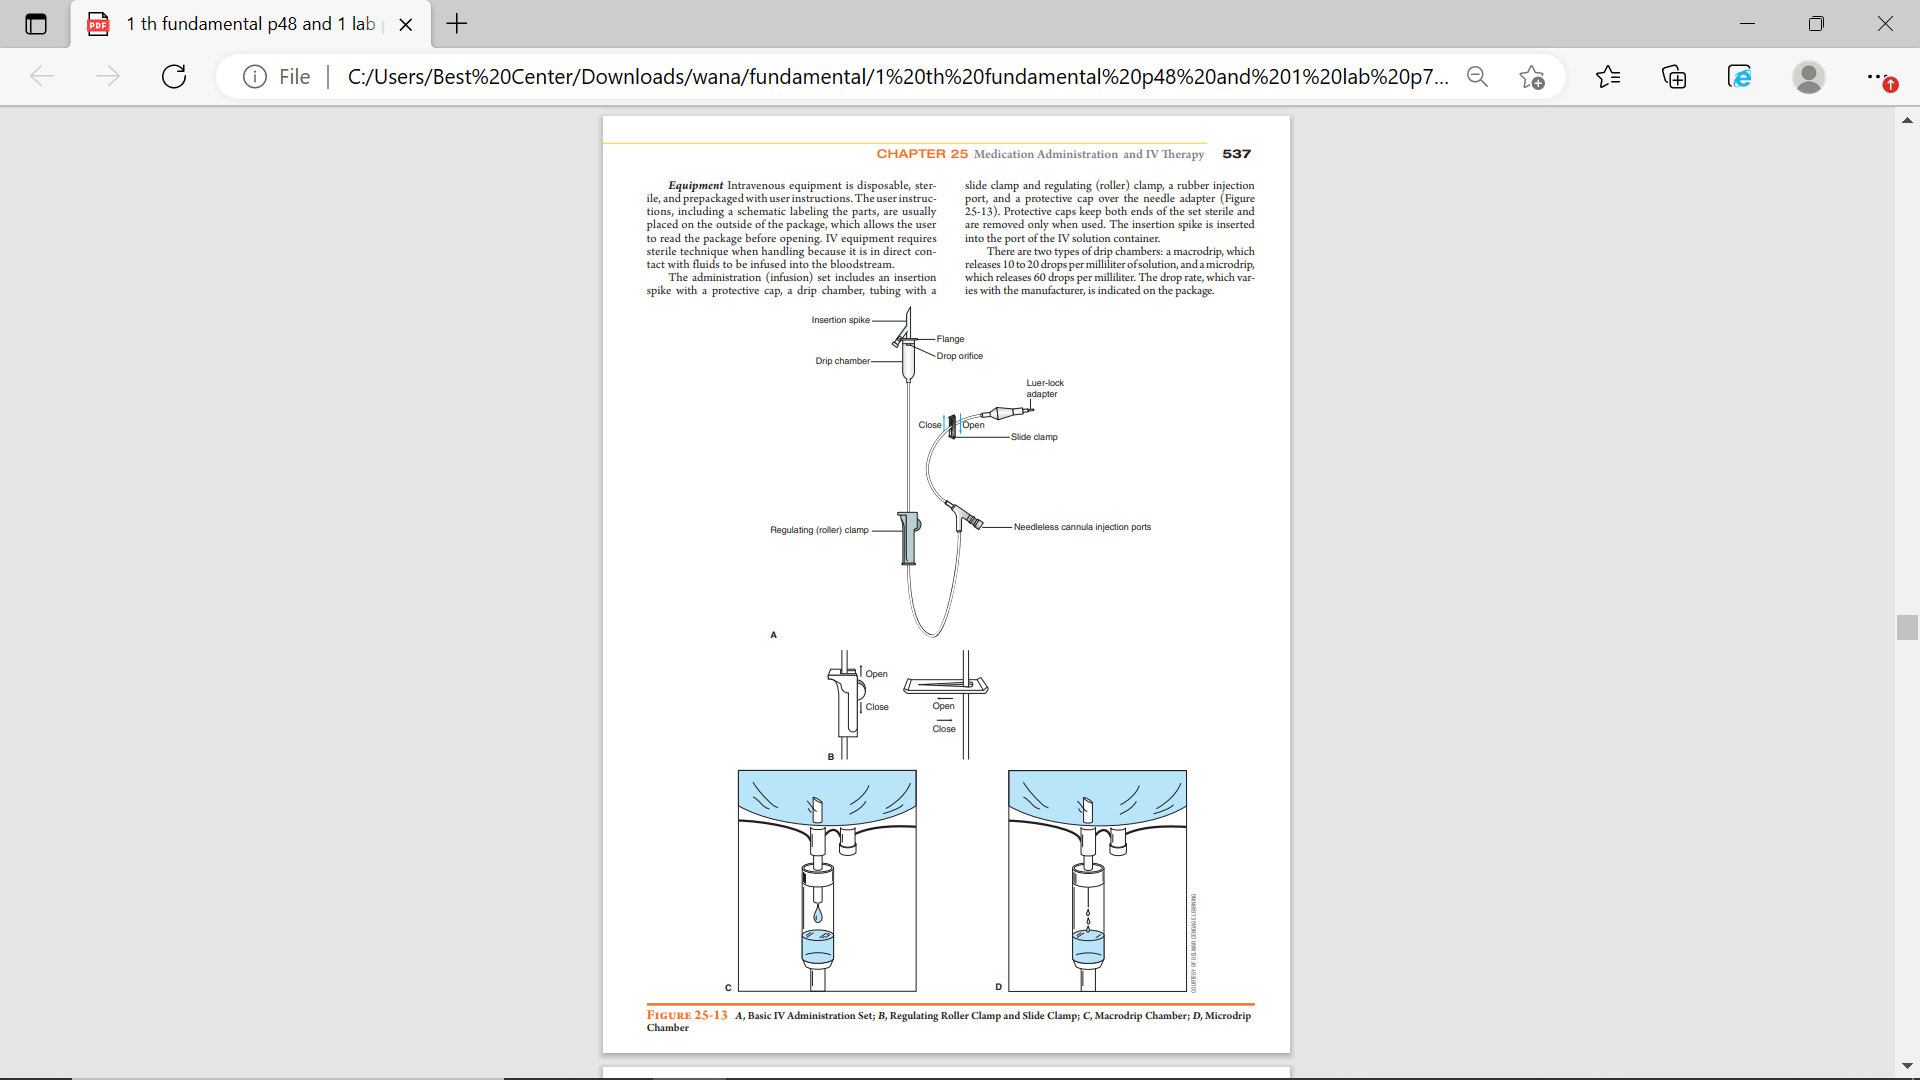 1 th fundamental p48 and 1 lab p
File
C:/Users/Best%20Center/Downloads/wana/fundamental/1%20th%20fundamental%20p48%20and%201%20lab%20p7...
CHAPTER 25 Medication Administration and IV Therapy 537
Equipment Intravenous equipment is disposable, ster-
ile, and prepackaged with user instructions. The user instruc-
tions, including a schematic labeling the parts, are usually
placed on the outside of the package, which allows the user
to read the package before opening. IV equipment requires
sterile technique when handling because it is in direct con-
tact with fluids to be infused into the bloodstream.
The administration (infusion) set includes an insertion
spike with a protective cap, a drip chamber, tubing with a
slide clamp and regulating (roller) clamp, a rubber injection
port, and a protective cap over the needle adapter (Figure
25-13). Protective caps keep both ends of the set sterile and
are removed only when used. The insertion spike is inserted
into the port of the IV solution container.
There are two types of drip chambers: a macrodrip, which
releases 10 to 20 drops per milliliter of solution, and a microdrip,
which releases 60 drops per milliliter. The drop rate, which var-
ies with the manufacturer, is indicated on the package.
Insertion spike
Flange
Drop orifice
Drip chamber
Luer-lock
adapter
Close
Open
Slide clamp
Regulating (roller) clamp
Needleless cannula injection ports
A
Open
Close
Open
Close
B
C
D
COURTESY OF DELMAR CENGAGE LEARNING
FIGURE 25-13 A, Basic IV Administration Set; B, Regulating Roller Clamp and Slide Clamp; C, Macrodrip Chamber; D, Microdrip
Chamber